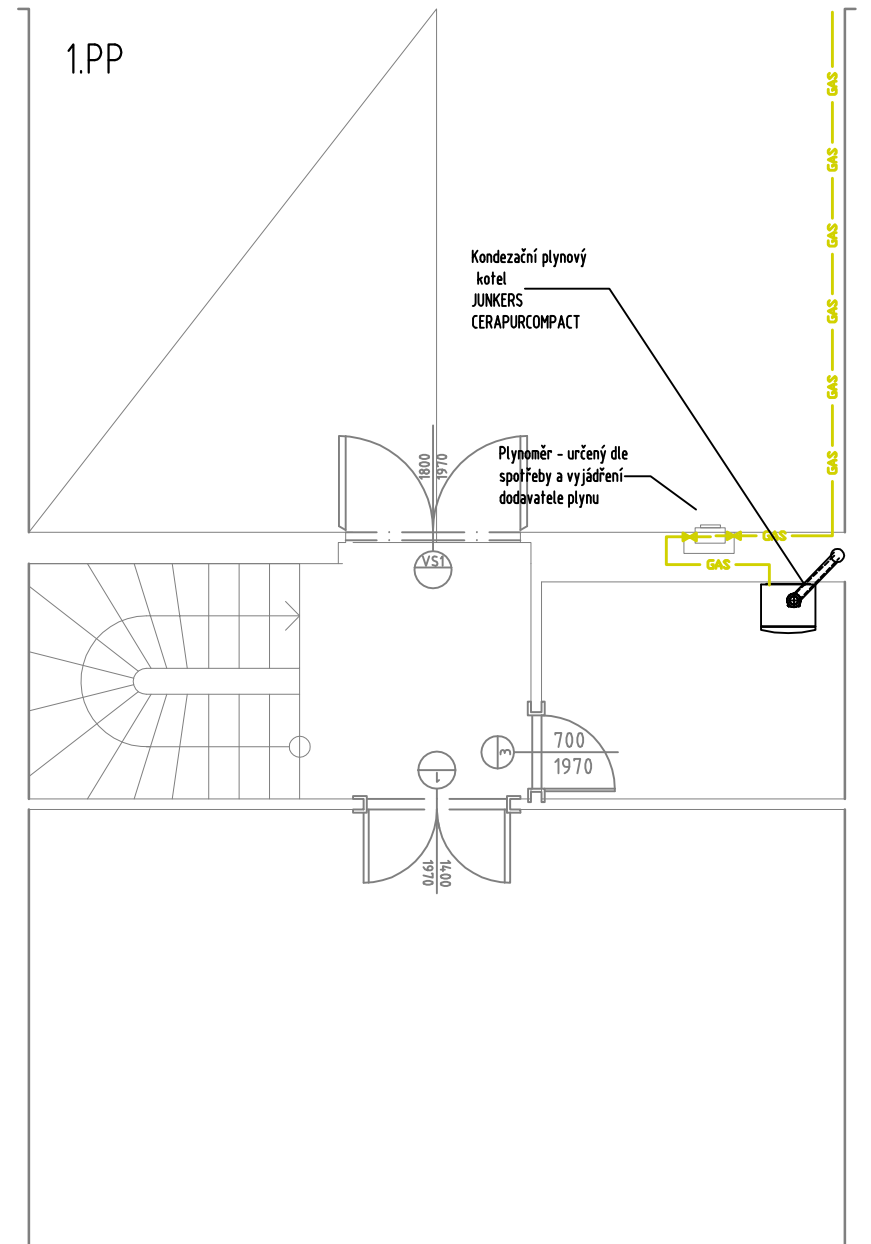 1.PP
GAS
GAS
GAS
Kondezační plynový
kotel
JUNKERS
CERAPURCOMPACT
GAS
GAS
Plynoměr - určený dle
spotřeby a vyjádření
dodavatele plynu
GAS
1800
1970
GAS
GAS
VS1
700
1970
3
1
1400
1970